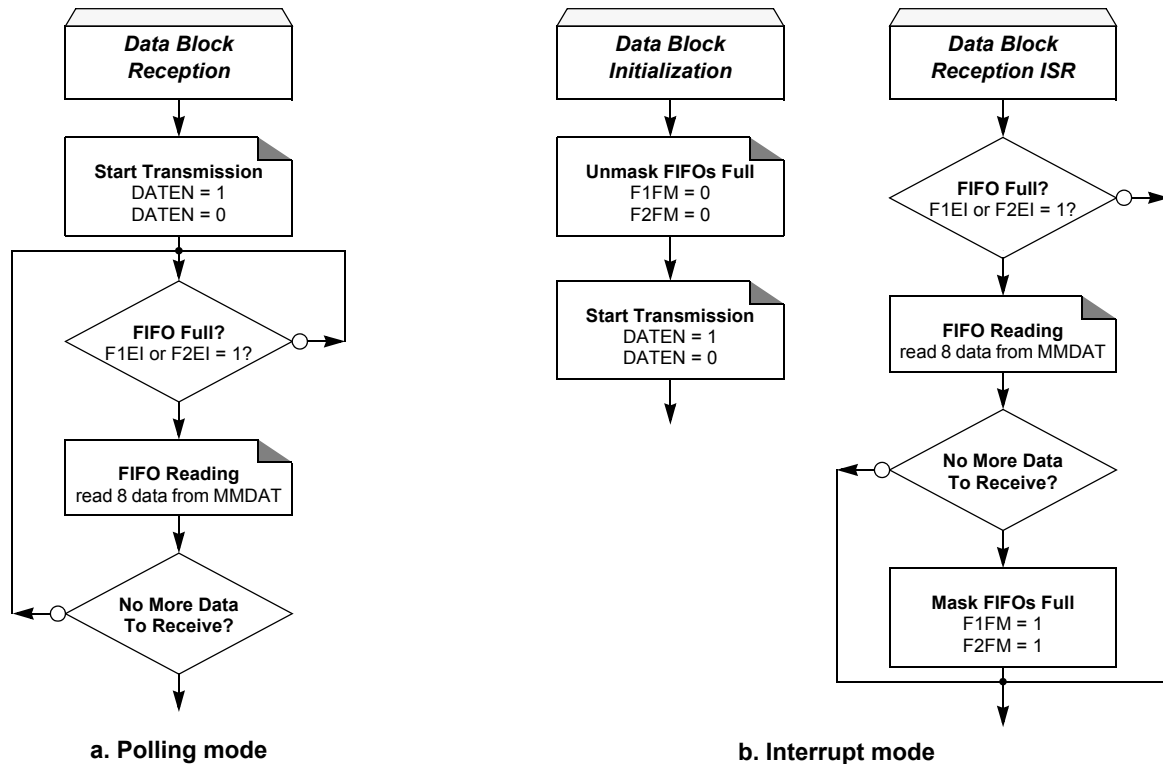 Data Block
Reception
Start Transmission
DATEN = 1
DATEN = 0
FIFO Full?
F1EI or F2EI = 1?
FIFO Reading
read 8 data from MMDAT
No More Data
To Receive?
a. Polling mode
Data Block
Initialization
Unmask FIFOs Full
F1FM = 0
F2FM = 0
Start Transmission
DATEN = 1
DATEN = 0
Data Block
Reception ISR
FIFO Full?
F1EI or F2EI = 1?
FIFO Reading
read 8 data from MMDAT
No More Data
To Receive?
Mask FIFOs Full
F1FM = 1
F2FM = 1
b. Interrupt mode